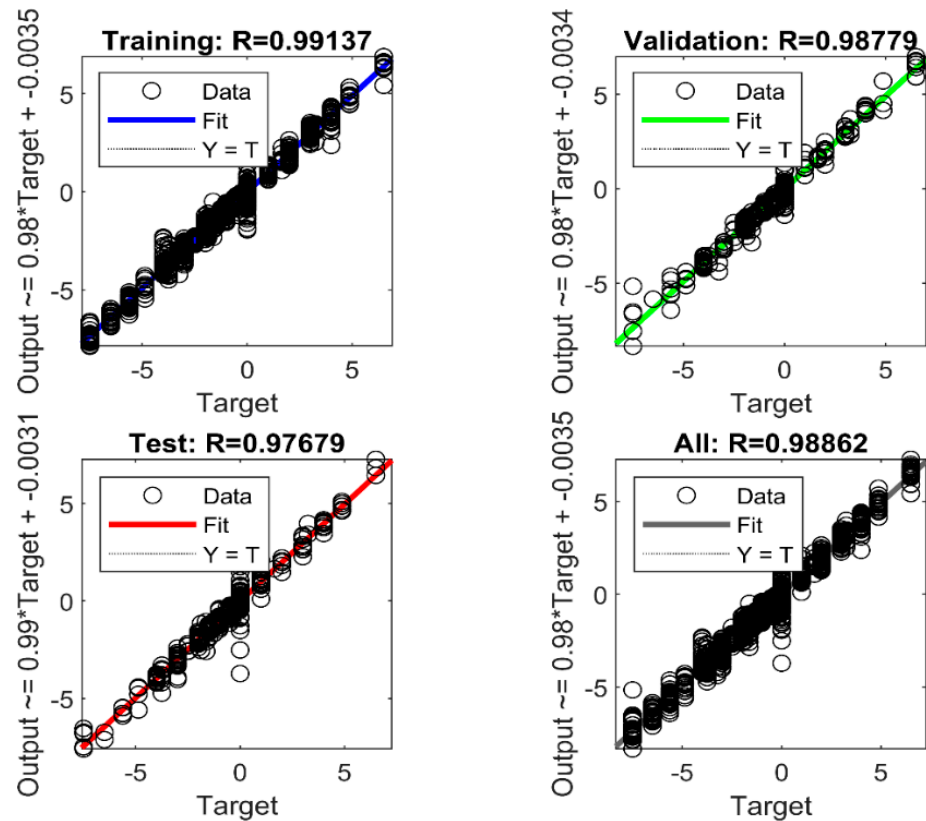 Training: R=0.99137
Output ~= 0.98*Target + -0.0035
Data
Fit
Y = T
5
0
-5
-5
0
5
Target
Validation: R=0.98779
Output ~= 0.98*Target + -0.0034
Data
Fit
Y = T
5
0
-5
-5
0
5
Target
Test: R=0.97679
Output ~= 0.99*Target + -0.0031
Data
Fit
Y = T
5
0
-5
-5
0
5
Target
All: R=0.98862
Output ~= 0.98*Target + -0.0035
Data
Fit
Y = T
5
0
-5
-5
0
5
Target